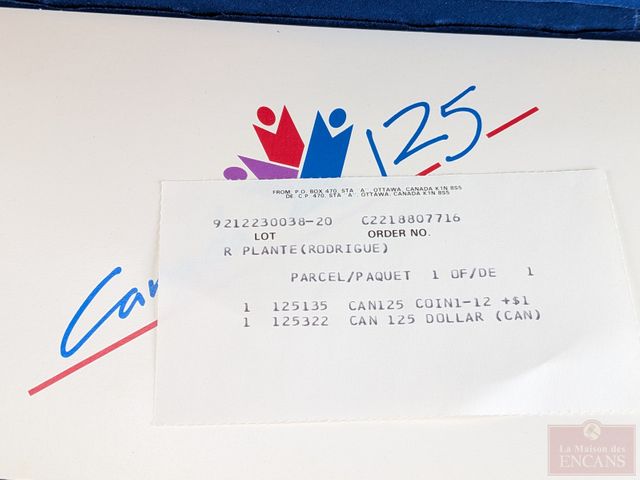 125
Can
FROM: P.O. BOX 470, STA "A", OTTAWA, CANADA K1N 8S5
DE: C.P. 470, STA "A", OTTAWA, CANADA K1N 8S5
9212230038-20 C2218807716
LOT ORDER NO.
R PLANTE(RODRIGUE)
PARCEL/PAQUET 1 OF/DE 1
1 125135 CAN125 COIN1-12 +$1
1 125322 CAN 125 DOLLAR (CAN)
La Maison des
ENCANS